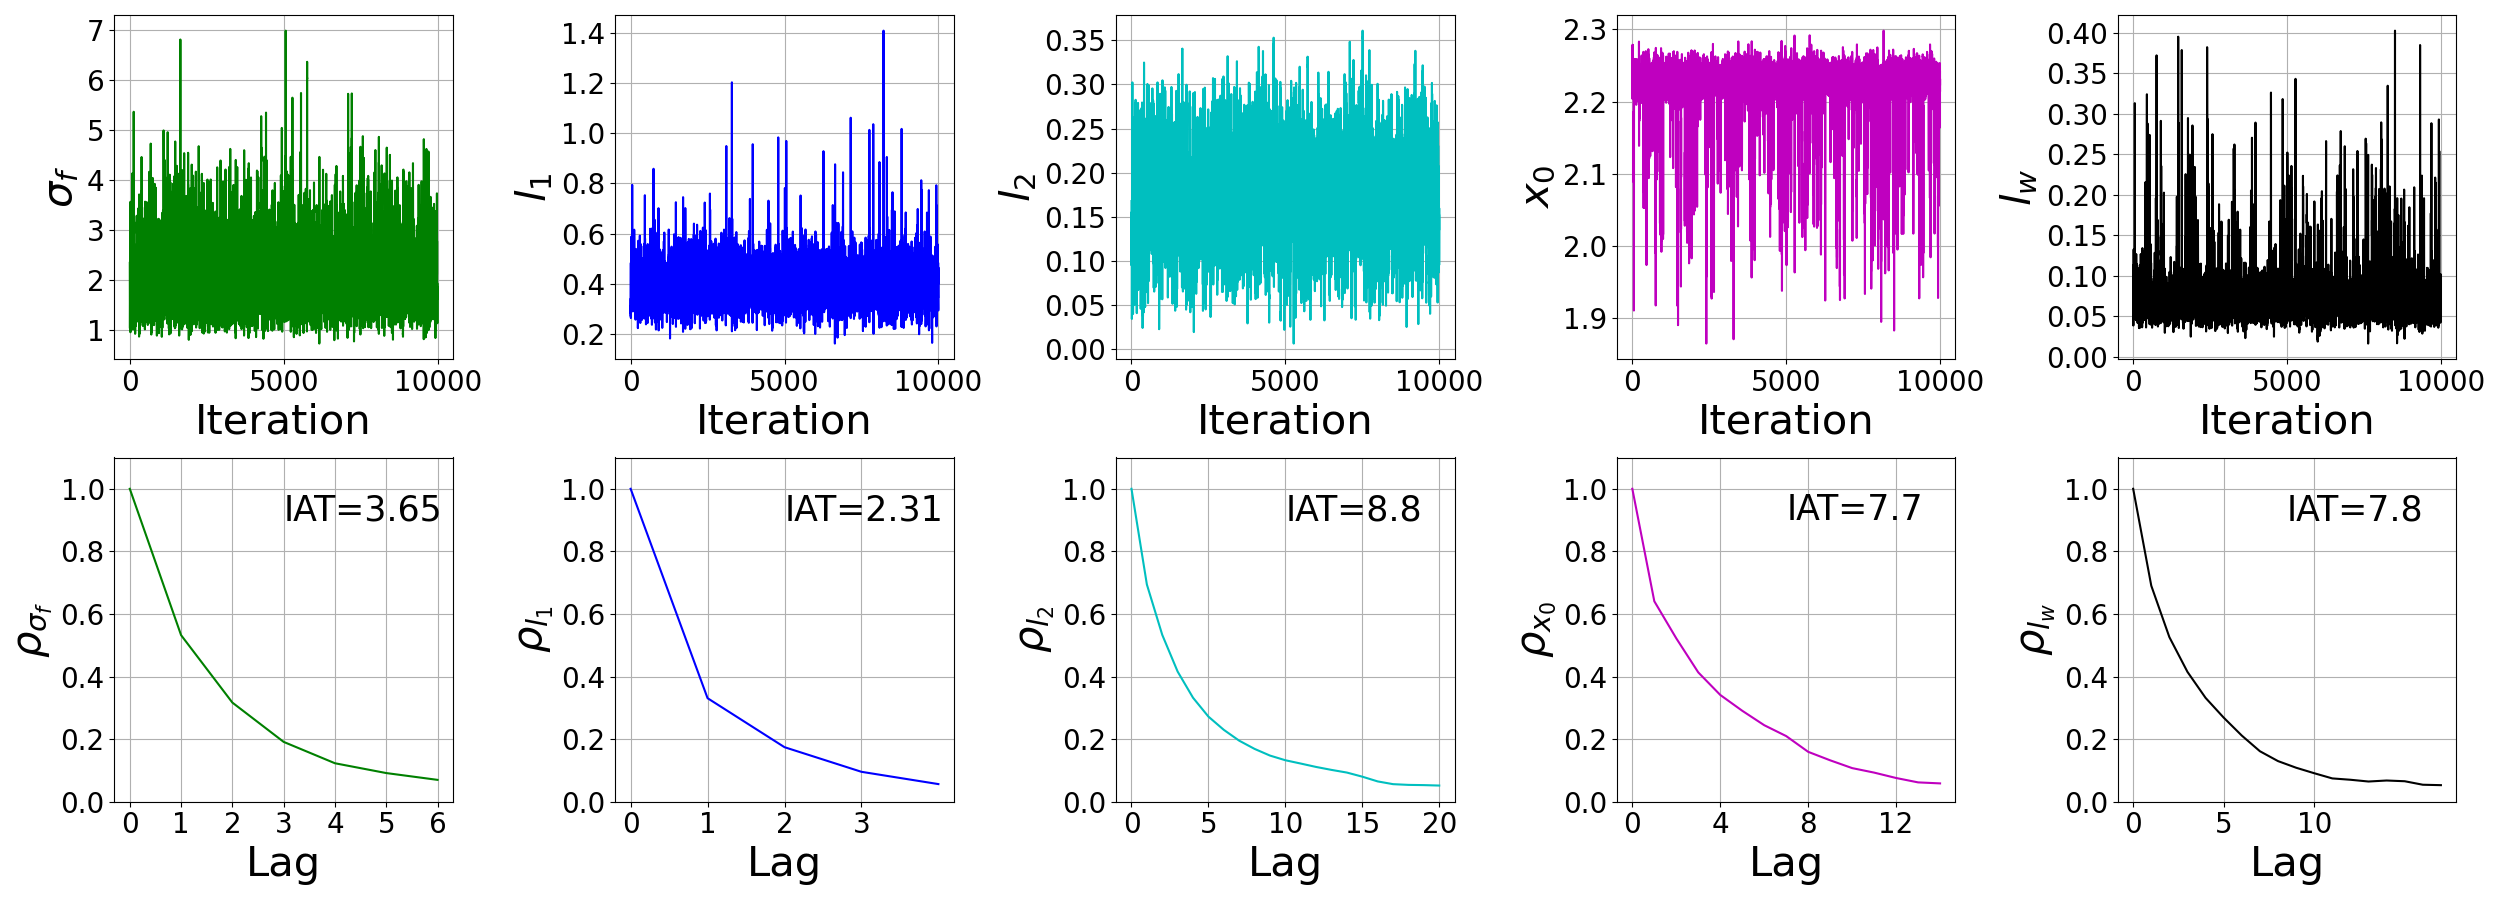 σ_f
7
6
5
4
3
2
1
0 5000 10000
Iteration
l_1
1.4
1.2
1.0
0.8
0.6
0.4
0.2
0 5000 10000
Iteration
l_2
0.35
0.30
0.25
0.20
0.15
0.10
0.05
0.00
0 5000 10000
Iteration
x_0
2.3
2.2
2.1
2.0
1.9
0 5000 10000
Iteration
l_w
0.40
0.35
0.30
0.25
0.20
0.15
0.10
0.05
0.00
0 5000 10000
Iteration
ρ_{σ_f}
1.0
0.8
0.6
0.4
0.2
0.0
IAT=3.65
0 1 2 3 4 5 6
Lag
ρ_{l_1}
1.0
0.8
0.6
0.4
0.2
0.0
IAT=2.31
0 1 2 3
Lag
ρ_{l_2}
1.0
0.8
0.6
0.4
0.2
0.0
IAT=8.8
0 5 10 15 20
Lag
ρ_{x_0}
1.0
0.8
0.6
0.4
0.2
0.0
IAT=7.7
0 4 8 12
Lag
ρ_{l_w}
1.0
0.8
0.6
0.4
0.2
0.0
IAT=7.8
0 5 10
Lag